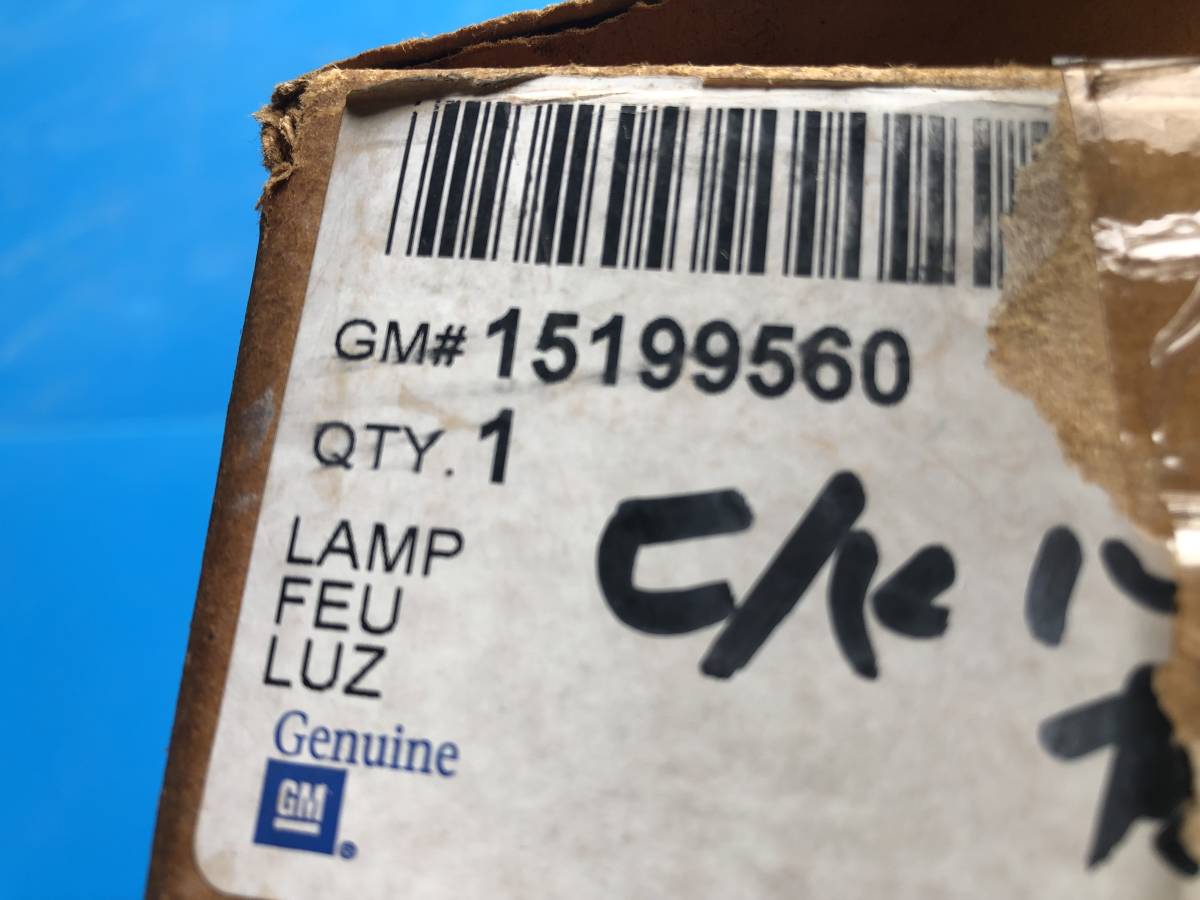 GM# 15199560
QTY. 1
LAMP
FEU
LUZ
Genuine
GM
®
C/K